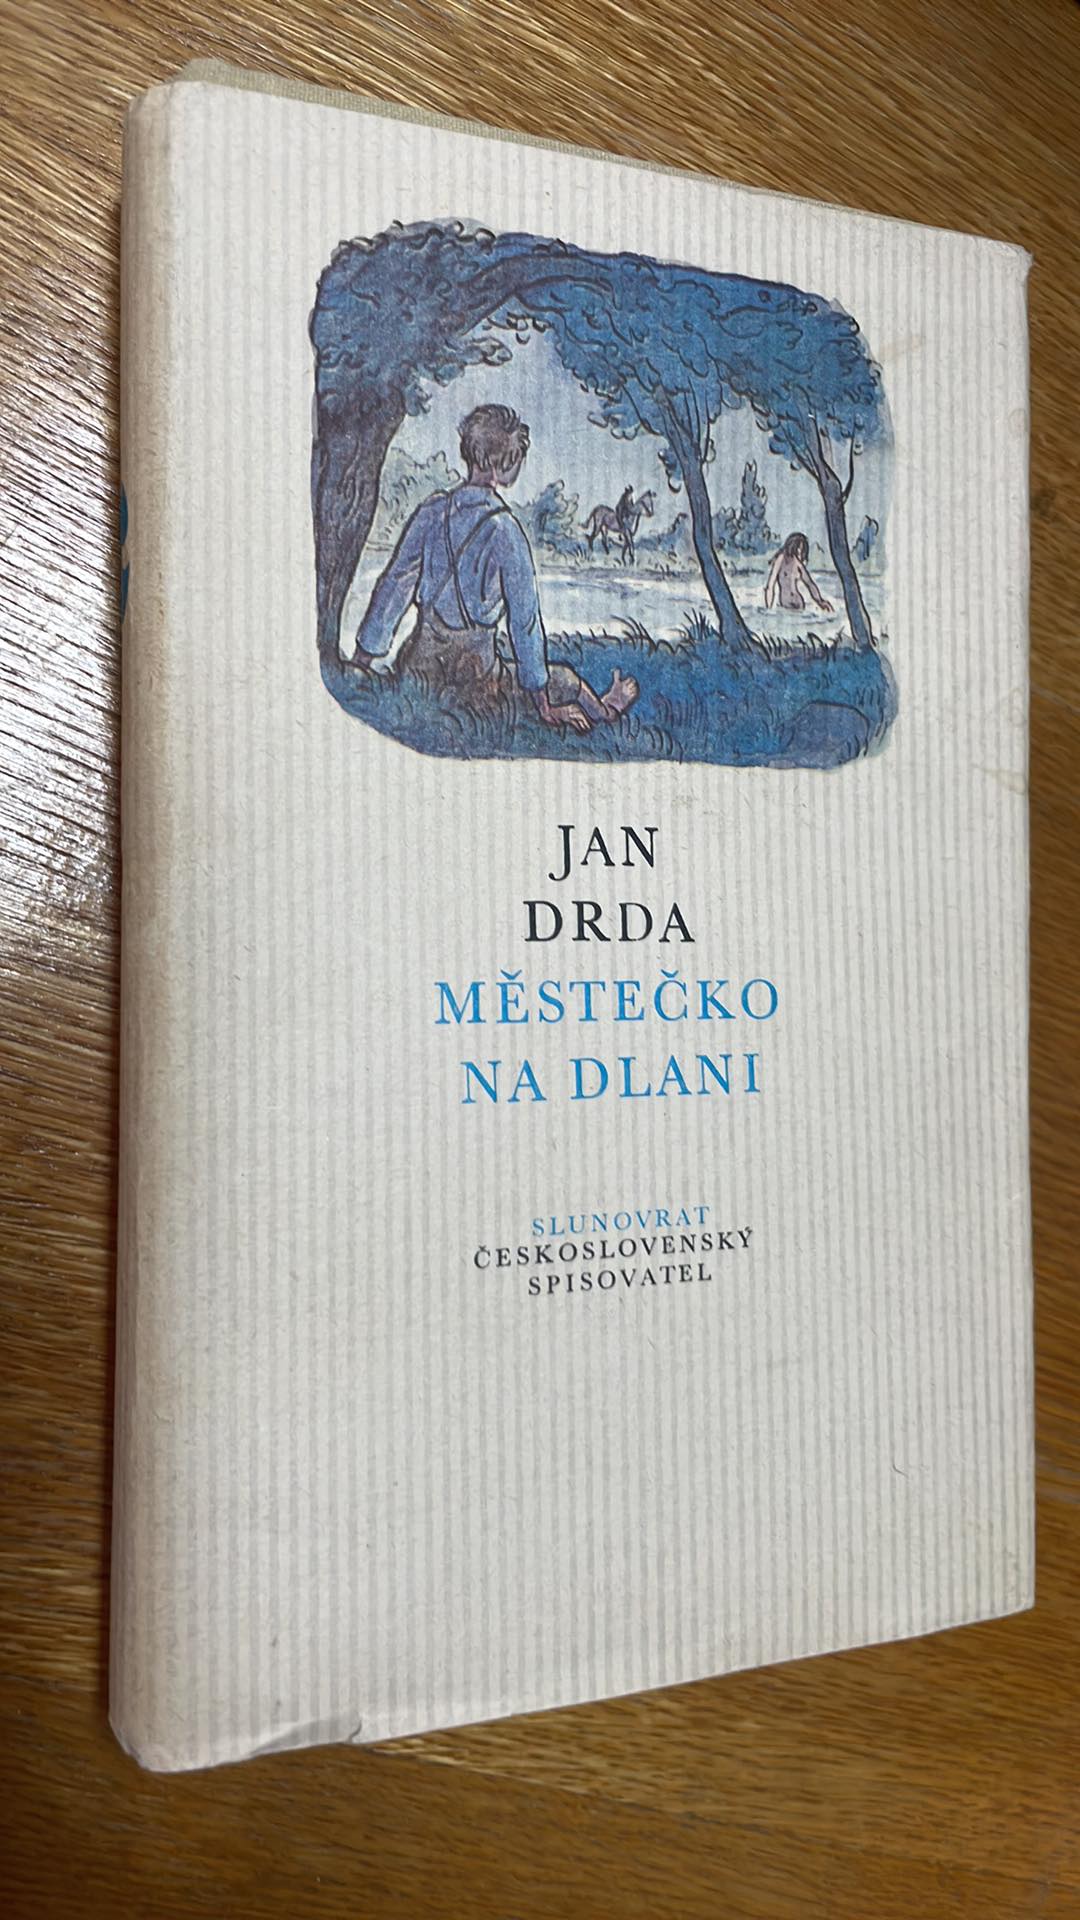 JAN
DRDA
MĚSTEČKO
NA DLANI
SLUNOVRAT
ČESKOSLOVENSKÝ
SPISOVATEL